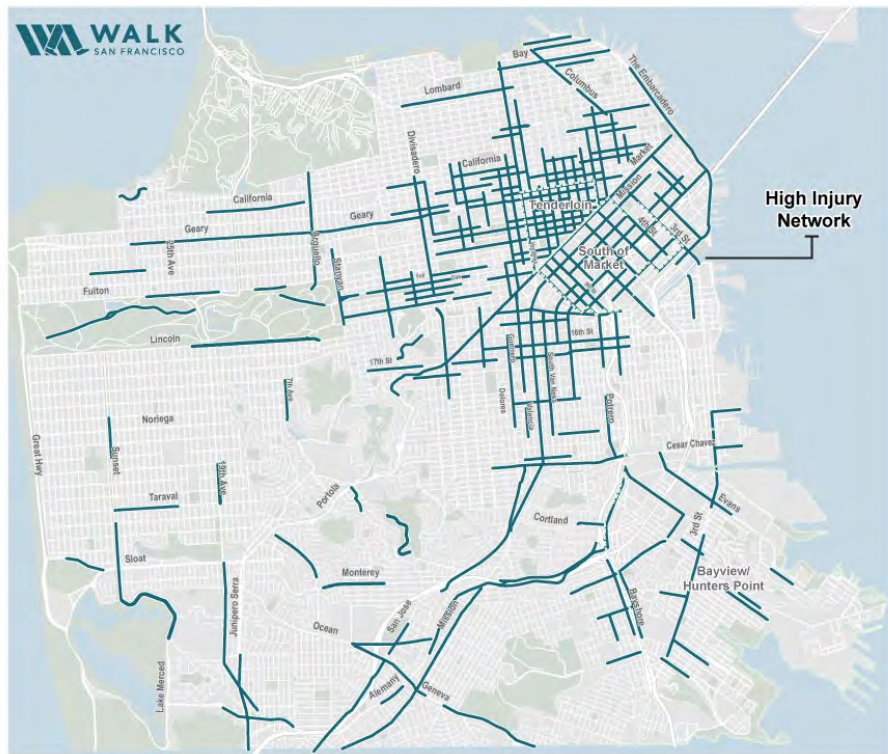 WALK
SAN FRANCISCO
Bay
The Embarcadero
Columbus
Lombard
Divisadero
Market
California
Mission
High Injury
Network
California
Tenderloin
Geary
Geary
4th St
3rd St
25th Ave
Arguello
Stanyan
South of
Market
Fulton
Lincoln
16th St
17th St
Guerrero
South Van Ness
7th Ave
Dolores
Valencia
Potrero
Noriega
Great Hwy
Sunset
Cesar Chavez
19th Ave
Portola
Taraval
Evans
Cortland
3rd St
Sloat
Monterey
Bayview/
Hunters Point
Junipero Serra
San Jose
Mission
Bayshore
Ocean
Lake Merced
Alemany
Geneva